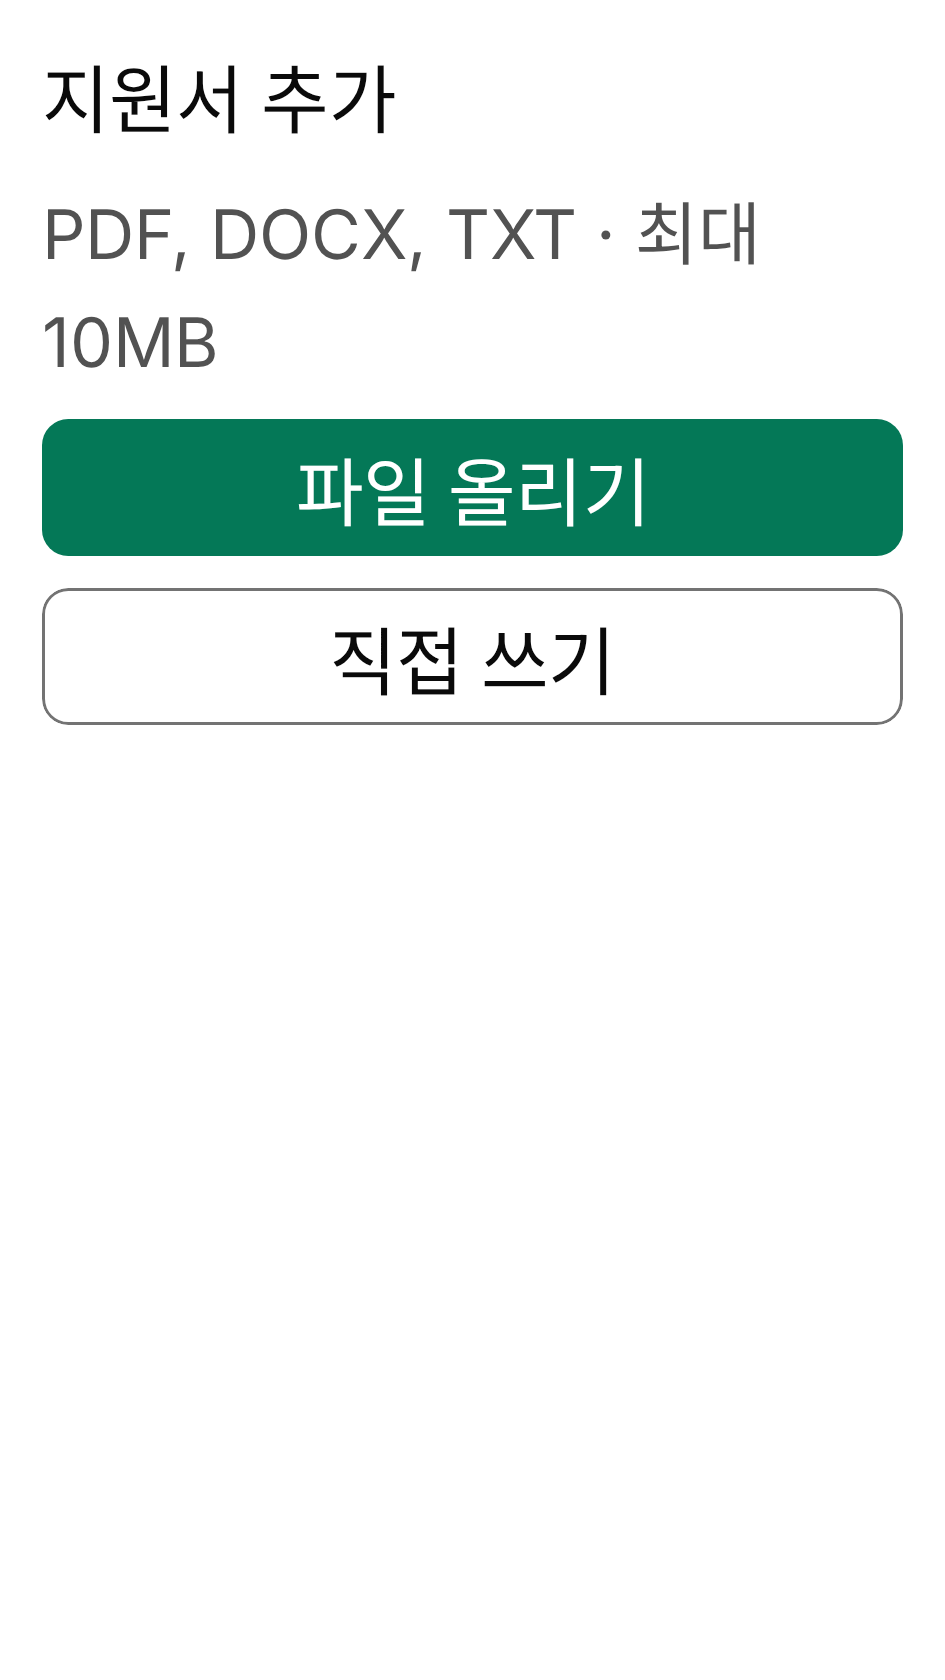 지원서 추가
PDF, DOCX, TXT · 최대
10MB
파일 올리기
직접 쓰기